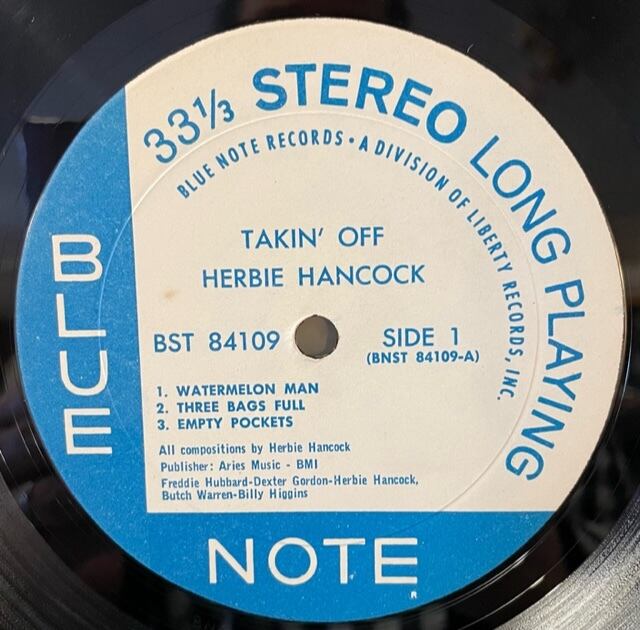 33 1/3 STEREO LONG PLAYING
BLUE NOTE RECORDS • A DIVISION OF LIBERTY RECORDS, INC.
TAKIN' OFF
HERBIE HANCOCK
BST 84109
SIDE 1
(BNST 84109-A)
1. WATERMELON MAN
2. THREE BAGS FULL
3. EMPTY POCKETS
All compositions by Herbie Hancock
Publisher: Aries Music - BMI
Freddie Hubbard-Dexter Gordon-Herbie Hancock,
Butch Warren-Billy Higgins
BLUE
NOTE
R